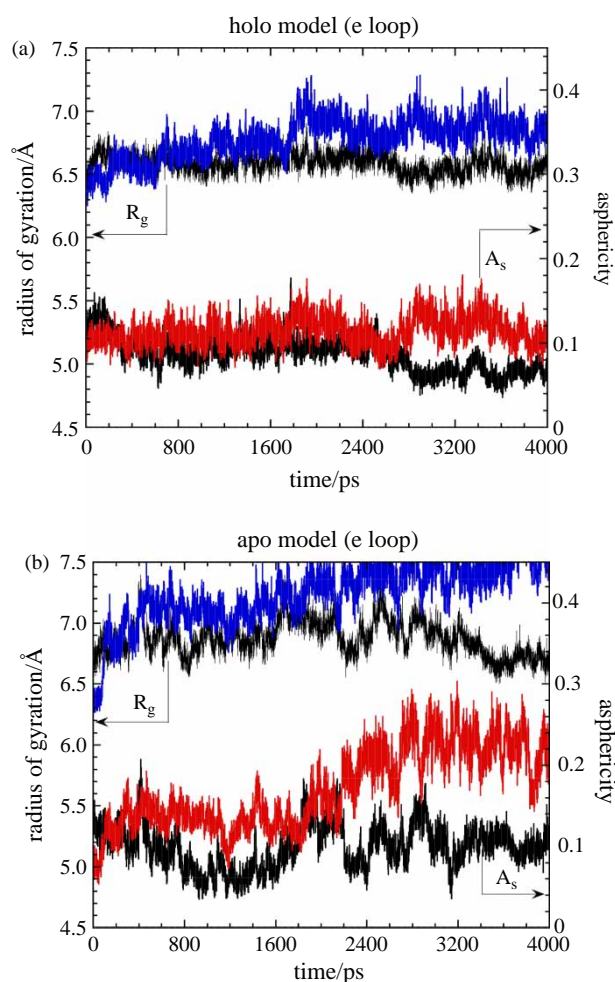 holo model (e loop)
(a)
7.5
7.0
6.5
6.0
5.5
5.0
4.5
radius of gyration/Å
0.4
0.3
0.2
0.1
0
asphericity
Rg
As
0 800 1600 2400 3200 4000
time/ps
apo model (e loop)
(b)
7.5
7.0
6.5
6.0
5.5
5.0
4.5
radius of gyration/Å
0.4
0.3
0.2
0.1
0
asphericity
Rg
As
0 800 1600 2400 3200 4000
time/ps